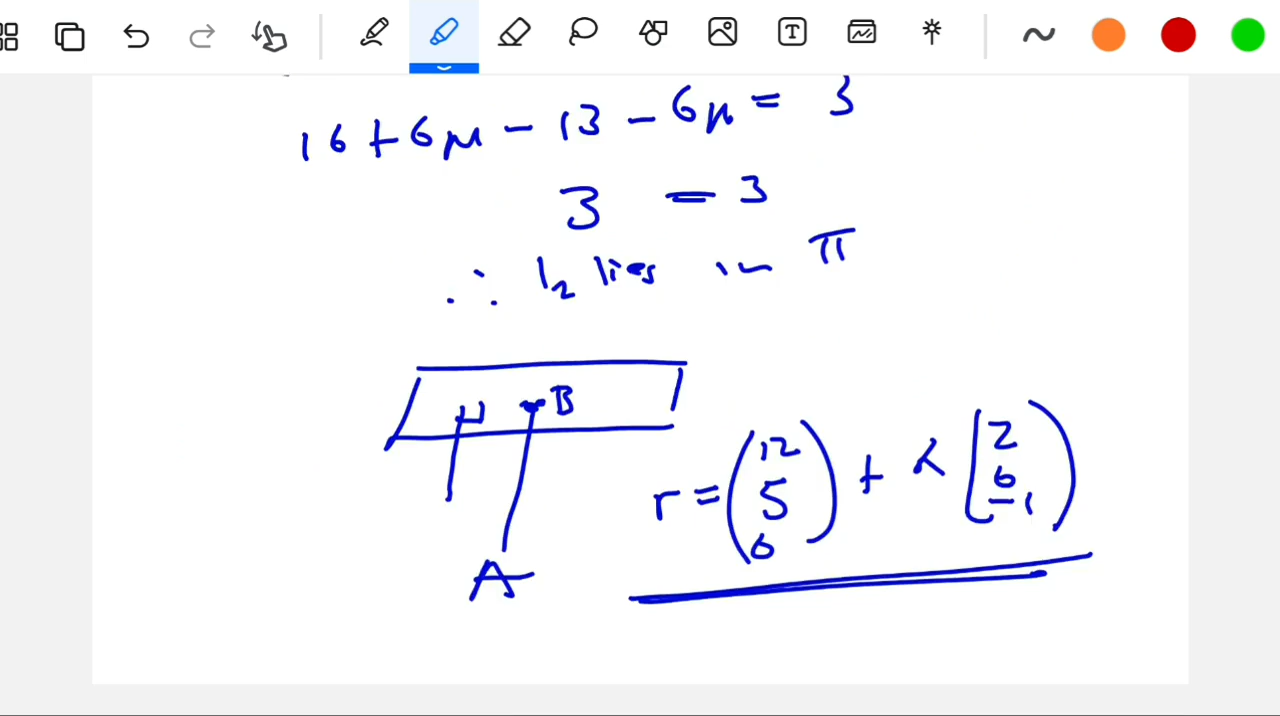 16 + 6μ - 13 - 6μ = 3
3 = 3
∴ l₂ lies in π
B
r = (12 5 6) + λ (2 6 -1)
A